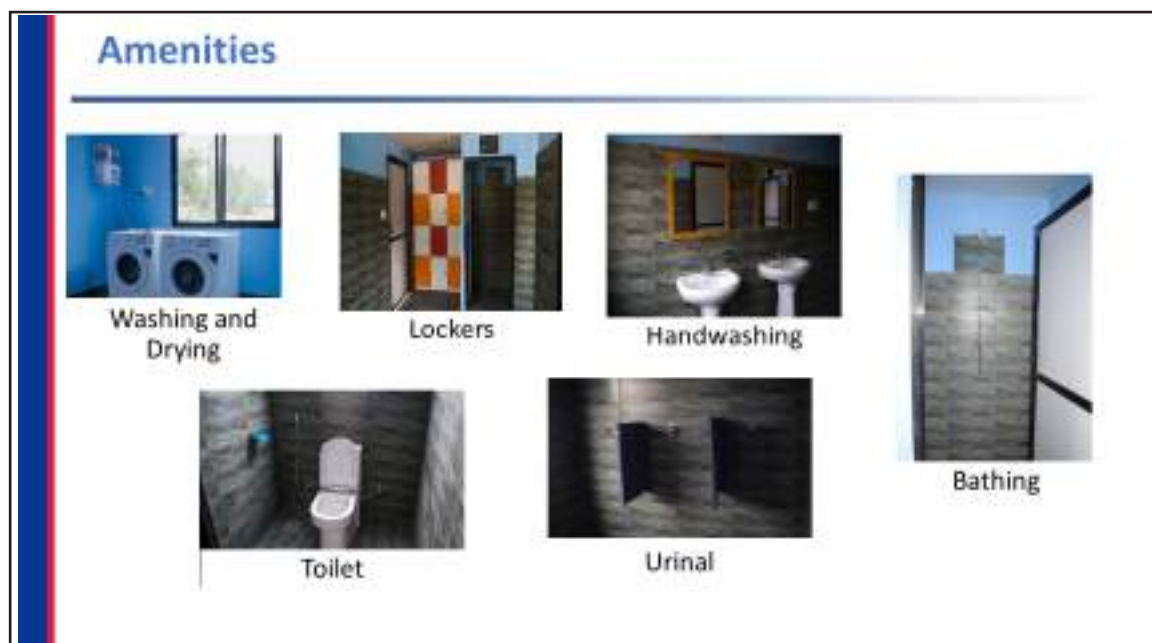 Amenities
Washing and
Drying
Lockers
Handwashing
Bathing
Toilet
Urinal